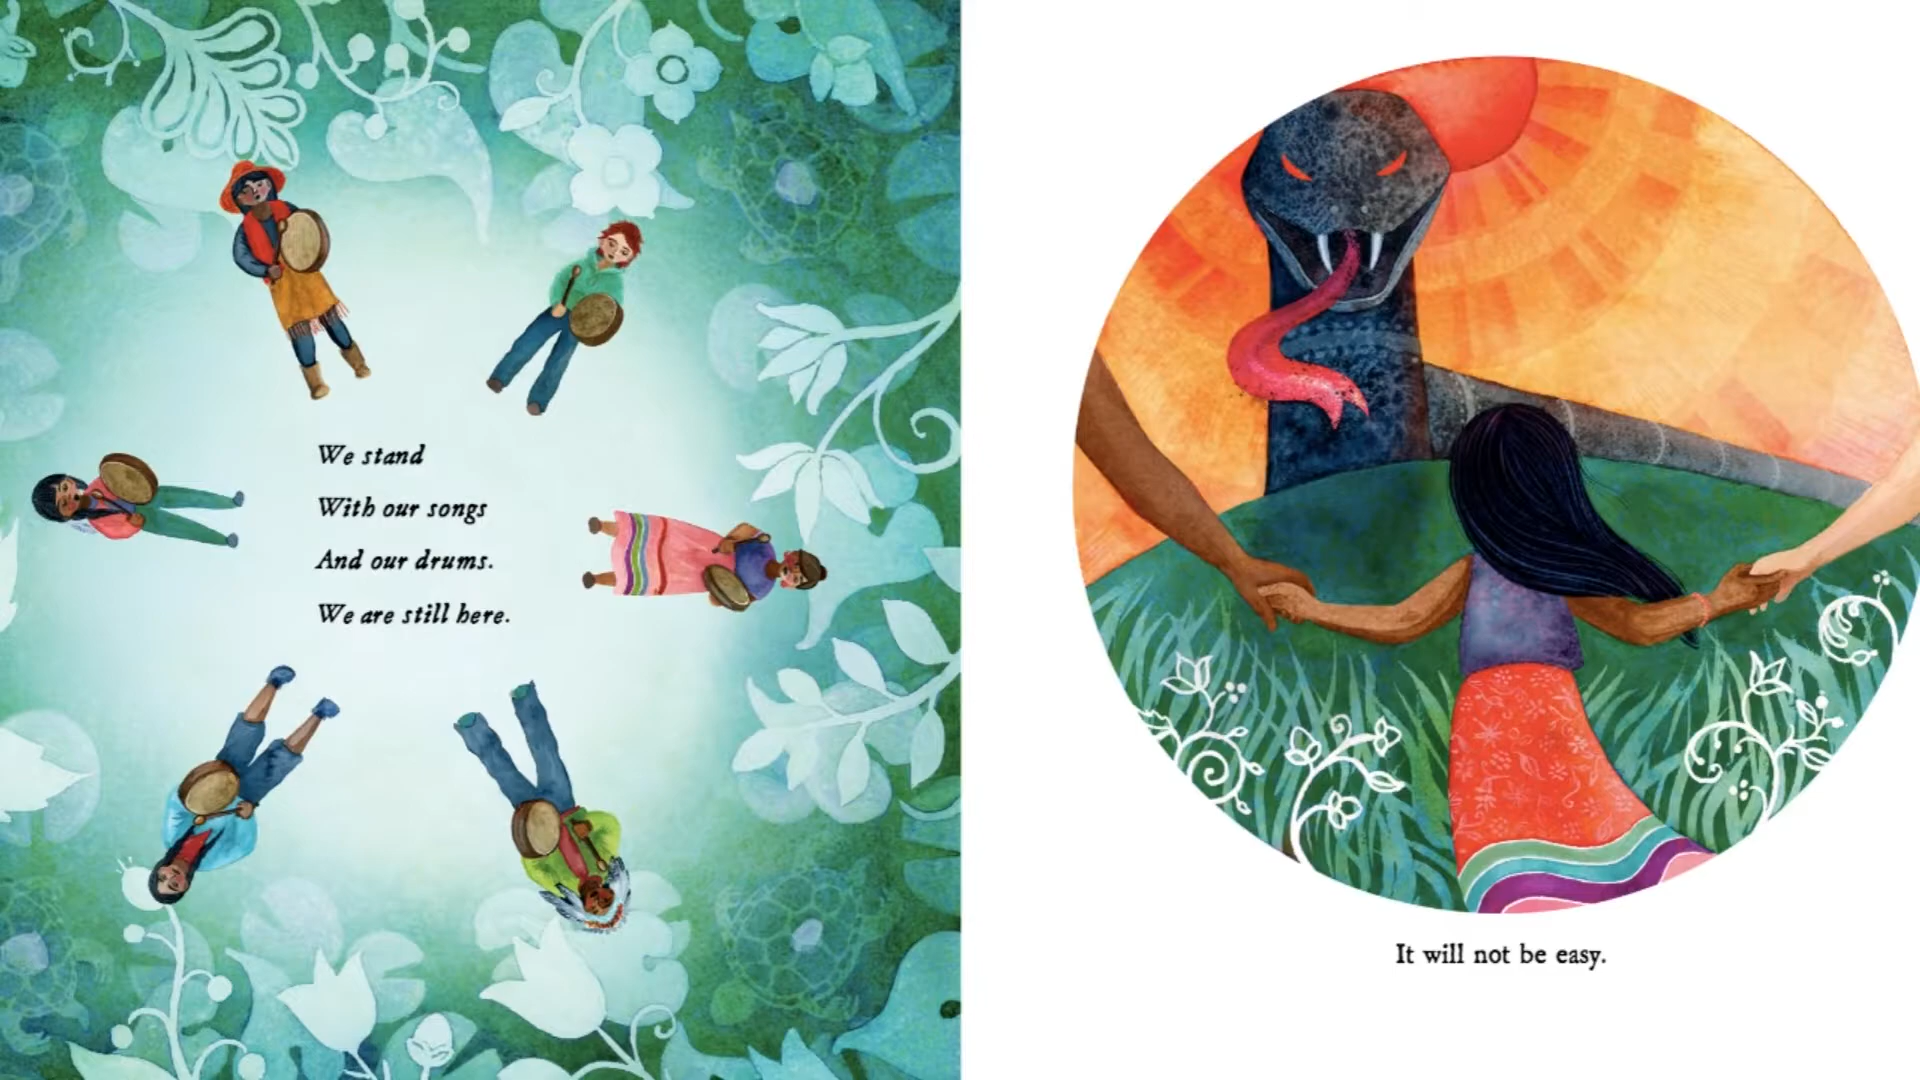 We stand
With our songs
And our drums.
We are still here.
It will not be easy.